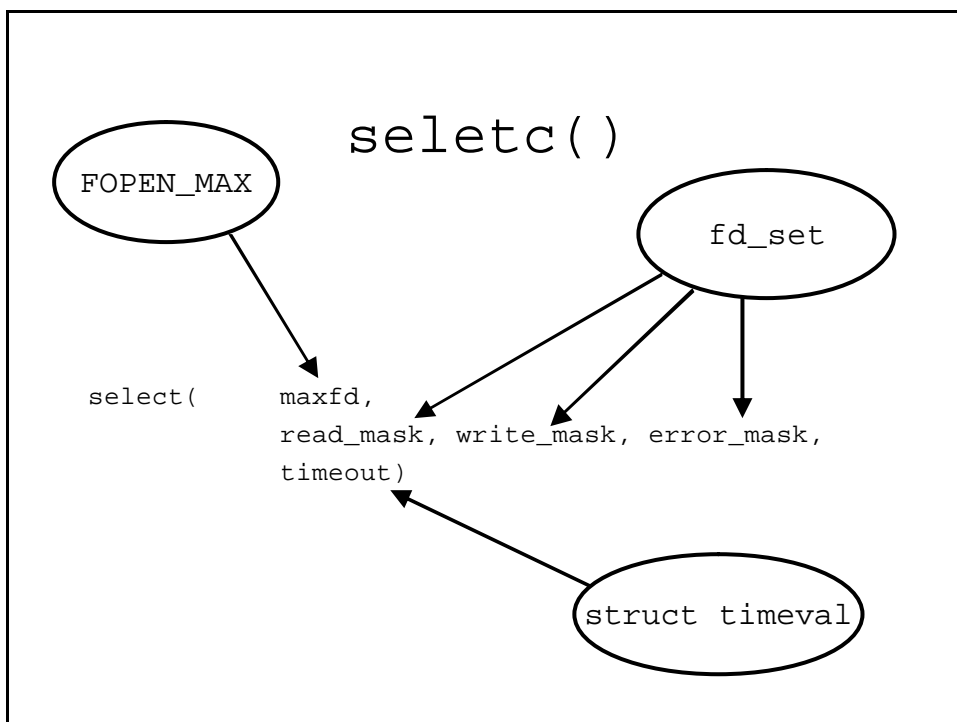 seletc()
FOPEN_MAX
fd_set
select( maxfd,
read_mask, write_mask, error_mask,
timeout)
struct timeval